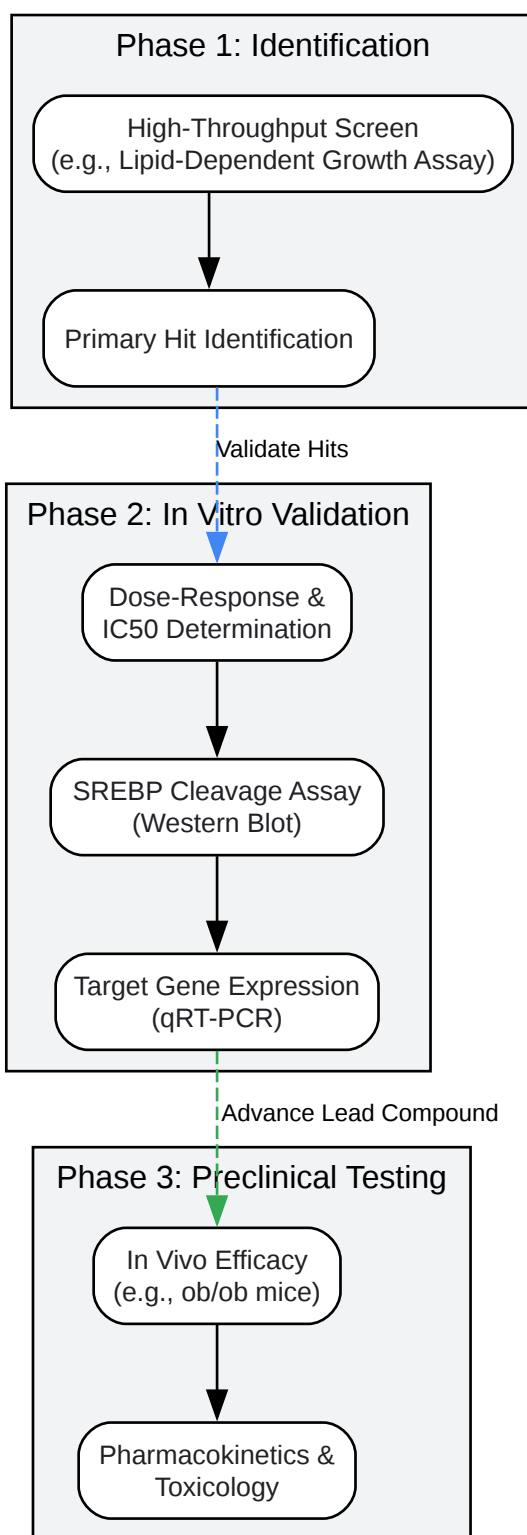 Phase 1: Identification
High-Throughput Screen
(e.g., Lipid-Dependent Growth Assay)
Primary Hit Identification
Validate Hits
Phase 2: In Vitro Validation
Dose-Response &
IC50 Determination
SREBP Cleavage Assay
(Western Blot)
Target Gene Expression
(qRT-PCR)
Advance Lead Compound
Phase 3: Preclinical Testing
In Vivo Efficacy
(e.g., ob/ob mice)
Pharmacokinetics &
Toxicology